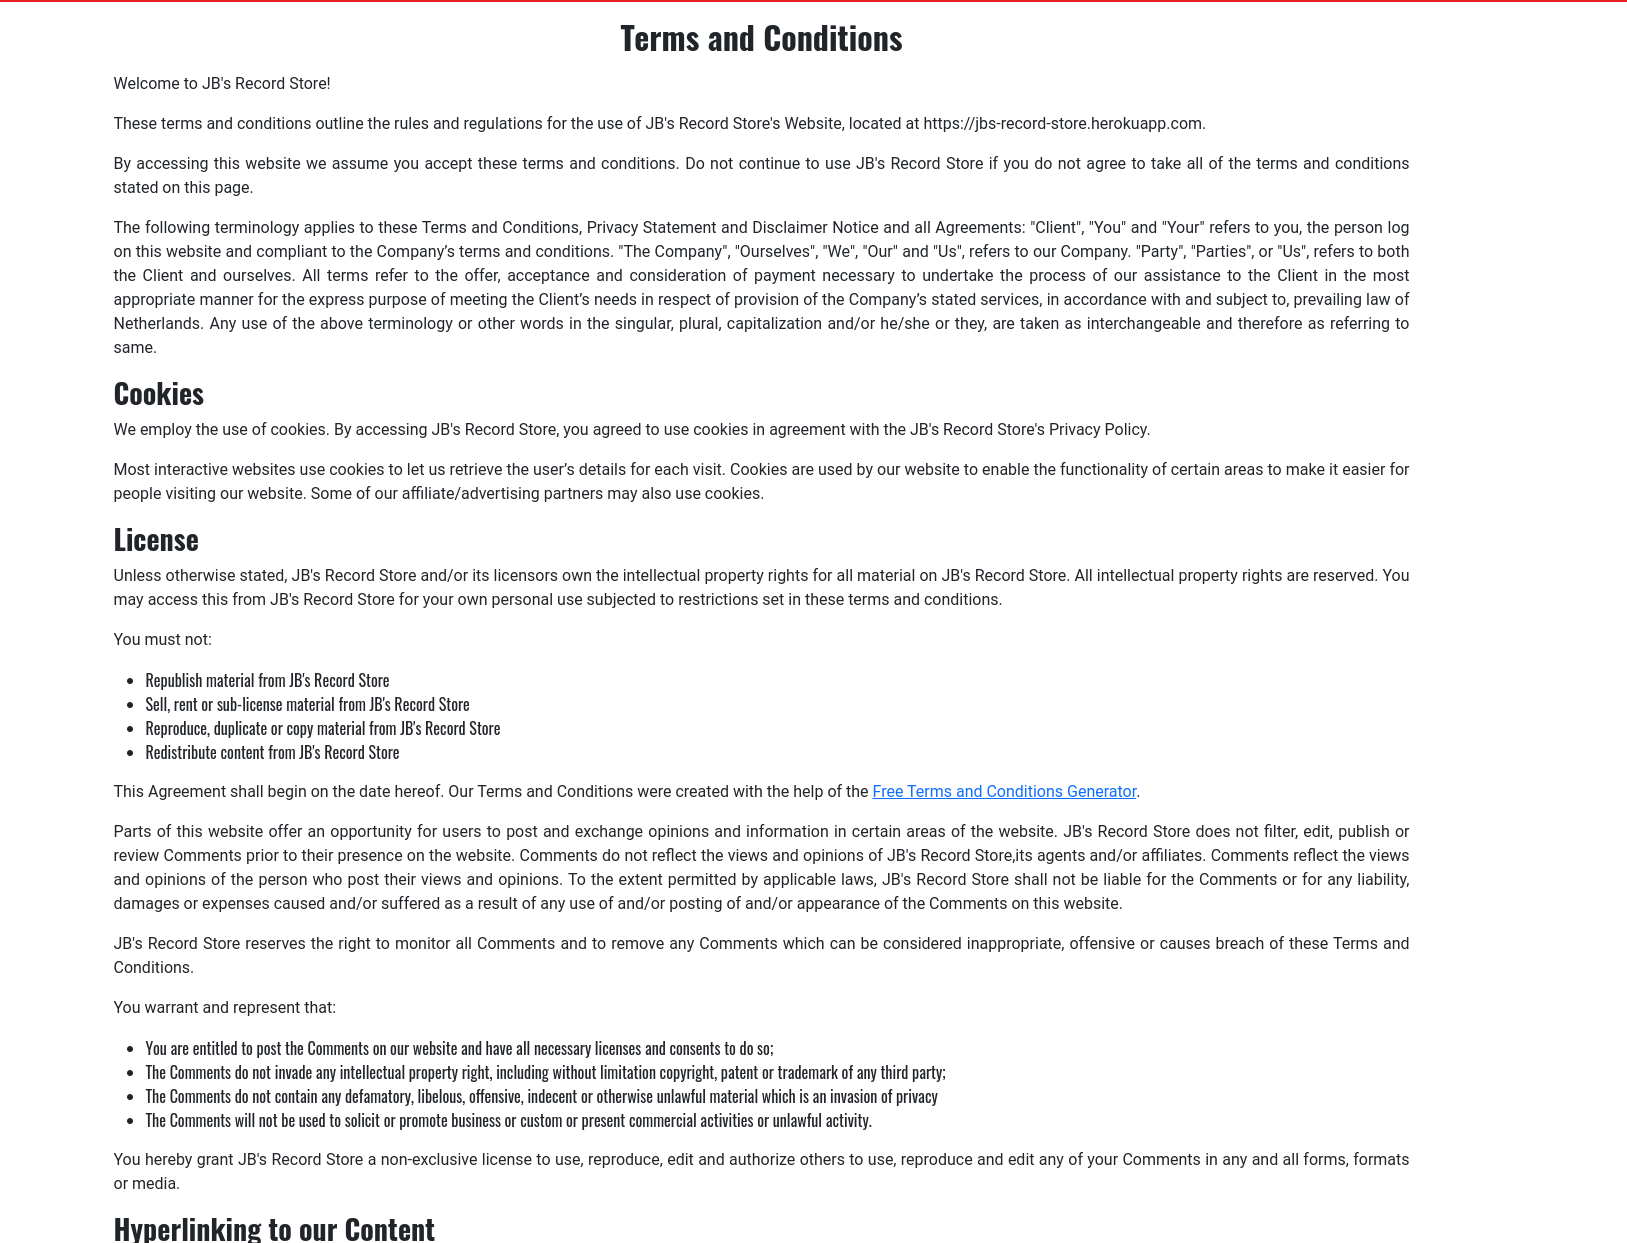 Terms and Conditions
Welcome to JB's Record Store!
These terms and conditions outline the rules and regulations for the use of JB's Record Store's Website, located at https://jbs-record-store.herokuapp.com.
By accessing this website we assume you accept these terms and conditions. Do not continue to use JB's Record Store if you do not agree to take all of the terms and conditions
stated on this page.
The following terminology applies to these Terms and Conditions, Privacy Statement and Disclaimer Notice and all Agreements: "Client", "You" and "Your" refers to you, the person log
on this website and compliant to the Company’s terms and conditions. "The Company", "Ourselves", "We", "Our" and "Us", refers to our Company. "Party", "Parties", or "Us", refers to both
the Client and ourselves. All terms refer to the offer, acceptance and consideration of payment necessary to undertake the process of our assistance to the Client in the most
appropriate manner for the express purpose of meeting the Client’s needs in respect of provision of the Company’s stated services, in accordance with and subject to, prevailing law of
Netherlands. Any use of the above terminology or other words in the singular, plural, capitalization and/or he/she or they, are taken as interchangeable and therefore as referring to
same.
Cookies
We employ the use of cookies. By accessing JB's Record Store, you agreed to use cookies in agreement with the JB's Record Store's Privacy Policy.
Most interactive websites use cookies to let us retrieve the user’s details for each visit. Cookies are used by our website to enable the functionality of certain areas to make it easier for
people visiting our website. Some of our affiliate/advertising partners may also use cookies.
License
Unless otherwise stated, JB's Record Store and/or its licensors own the intellectual property rights for all material on JB's Record Store. All intellectual property rights are reserved. You
may access this from JB's Record Store for your own personal use subjected to restrictions set in these terms and conditions.
You must not:
• Republish material from JB's Record Store
• Sell, rent or sub-license material from JB's Record Store
• Reproduce, duplicate or copy material from JB's Record Store
• Redistribute content from JB's Record Store
This Agreement shall begin on the date hereof. Our Terms and Conditions were created with the help of the Free Terms and Conditions Generator.
Parts of this website offer an opportunity for users to post and exchange opinions and information in certain areas of the website. JB's Record Store does not filter, edit, publish or
review Comments prior to their presence on the website. Comments do not reflect the views and opinions of JB's Record Store,its agents and/or affiliates. Comments reflect the views
and opinions of the person who post their views and opinions. To the extent permitted by applicable laws, JB's Record Store shall not be liable for the Comments or for any liability,
damages or expenses caused and/or suffered as a result of any use of and/or posting of and/or appearance of the Comments on this website.
JB's Record Store reserves the right to monitor all Comments and to remove any Comments which can be considered inappropriate, offensive or causes breach of these Terms and
Conditions.
You warrant and represent that:
• You are entitled to post the Comments on our website and have all necessary licenses and consents to do so;
• The Comments do not invade any intellectual property right, including without limitation copyright, patent or trademark of any third party;
• The Comments do not contain any defamatory, libelous, offensive, indecent or otherwise unlawful material which is an invasion of privacy
• The Comments will not be used to solicit or promote business or custom or present commercial activities or unlawful activity.
You hereby grant JB's Record Store a non-exclusive license to use, reproduce, edit and authorize others to use, reproduce and edit any of your Comments in any and all forms, formats
or media.
Hyperlinking to our Content